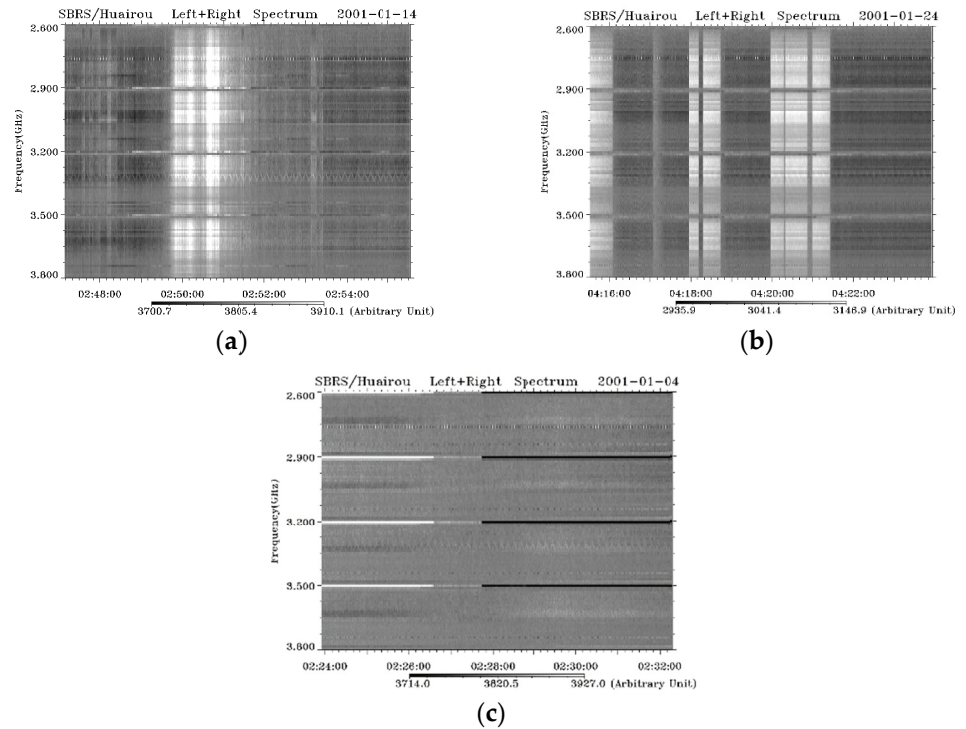 SBRS/Huairou Left+Right Spectrum 2001-01-14
2.600
2.900
3.200
3.500
3.800
Frequency(GHz)
02:48:00 02:50:00 02:52:00 02:54:00
3700.7 3805.4 3910.1 (Arbitrary Unit)
(a)
SBRS/Huairou Left+Right Spectrum 2001-01-24
2.600
2.900
3.200
3.500
3.800
Frequency(GHz)
04:16:00 04:18:00 04:20:00 04:22:00
2935.9 3041.4 3146.9 (Arbitrary Unit)
(b)
SBRS/Huairou Left+Right Spectrum 2001-01-04
2.600
2.900
3.200
3.500
3.800
Frequency(GHz)
02:24:00 02:26:00 02:28:00 02:30:00 02:32:00
3714.0 3820.5 3927.0 (Arbitrary Unit)
(c)